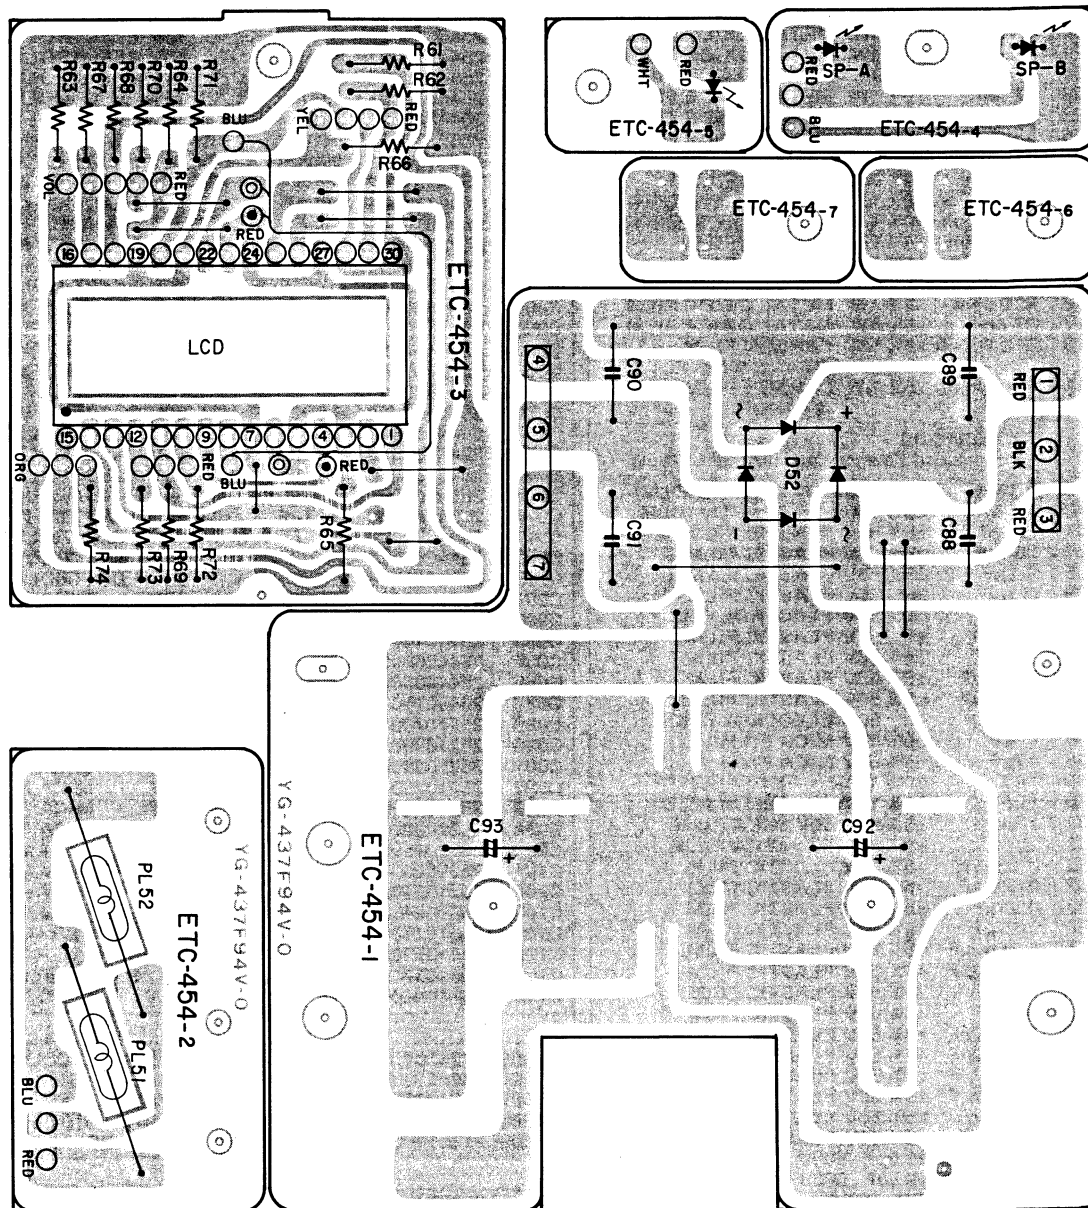 R61
R62
YEL
RED
R66
R63
R67
R68
R70
R64
R71
BLU
VOL
RED
RED
16
19
22
24
27
30
LCD
ETC-454-3
15
12
9
7
4
1
ORG
RED
BLU
RED
R74
R73
R69
R72
R65
WHT
RED
ETC-454-5
RED
SP-A
SP-B
BLU
ETC-454-4
ETC-454-7
ETC-454-6
4
5
6
7
C90
C91
~
+
D52
-
~
C89
C88
1
RED
BLK
2
RED
3
C93
+
C92
+
YG-437F94V-0
ETC-454-1
PL52
PL51
YG-437F94V-0
ETC-454-2
BLU
RED